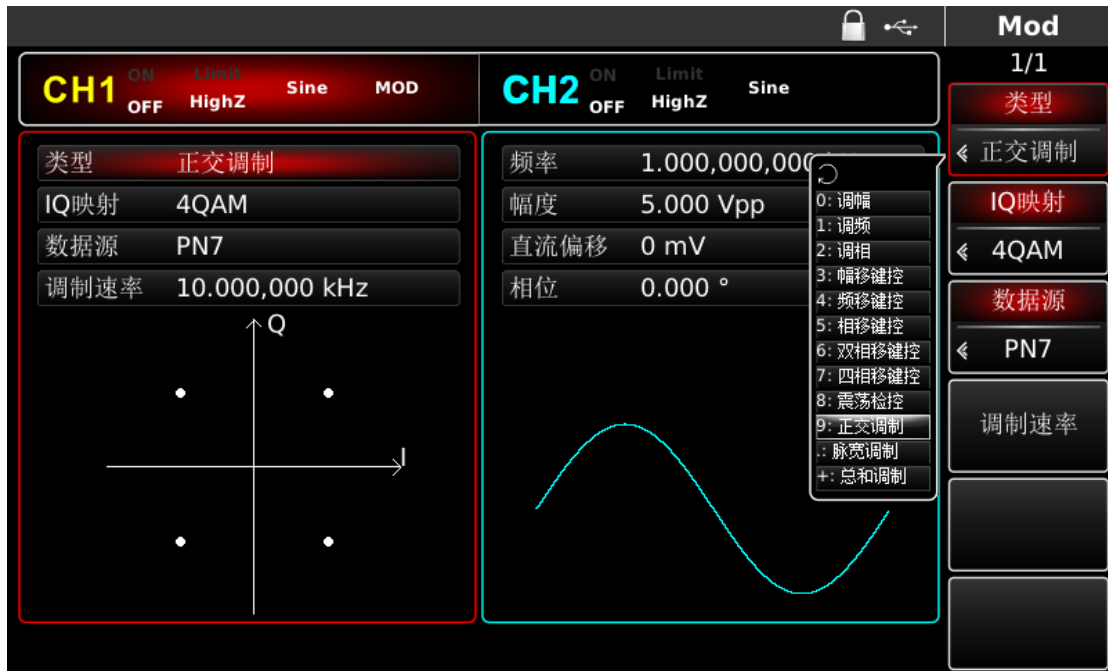 Mod
1/1
CH1 ON OFF Limit HighZ Sine MOD
CH2 ON OFF Limit HighZ Sine
类型 正交调制
IQ映射 4QAM
数据源 PN7
调制速率 10.000,000 kHz
Q
I
频率 1.000,000,000
幅度 5.000 Vpp
直流偏移 0 mV
相位 0.000 °
0: 调幅
1: 调频
2: 调相
3: 幅移键控
4: 频移键控
5: 相移键控
6: 双相移键控
7: 四相移键控
8: 震荡检控
9: 正交调制
.: 脉宽调制
+: 总和调制
类型
正交调制
IQ映射
4QAM
数据源
PN7
调制速率